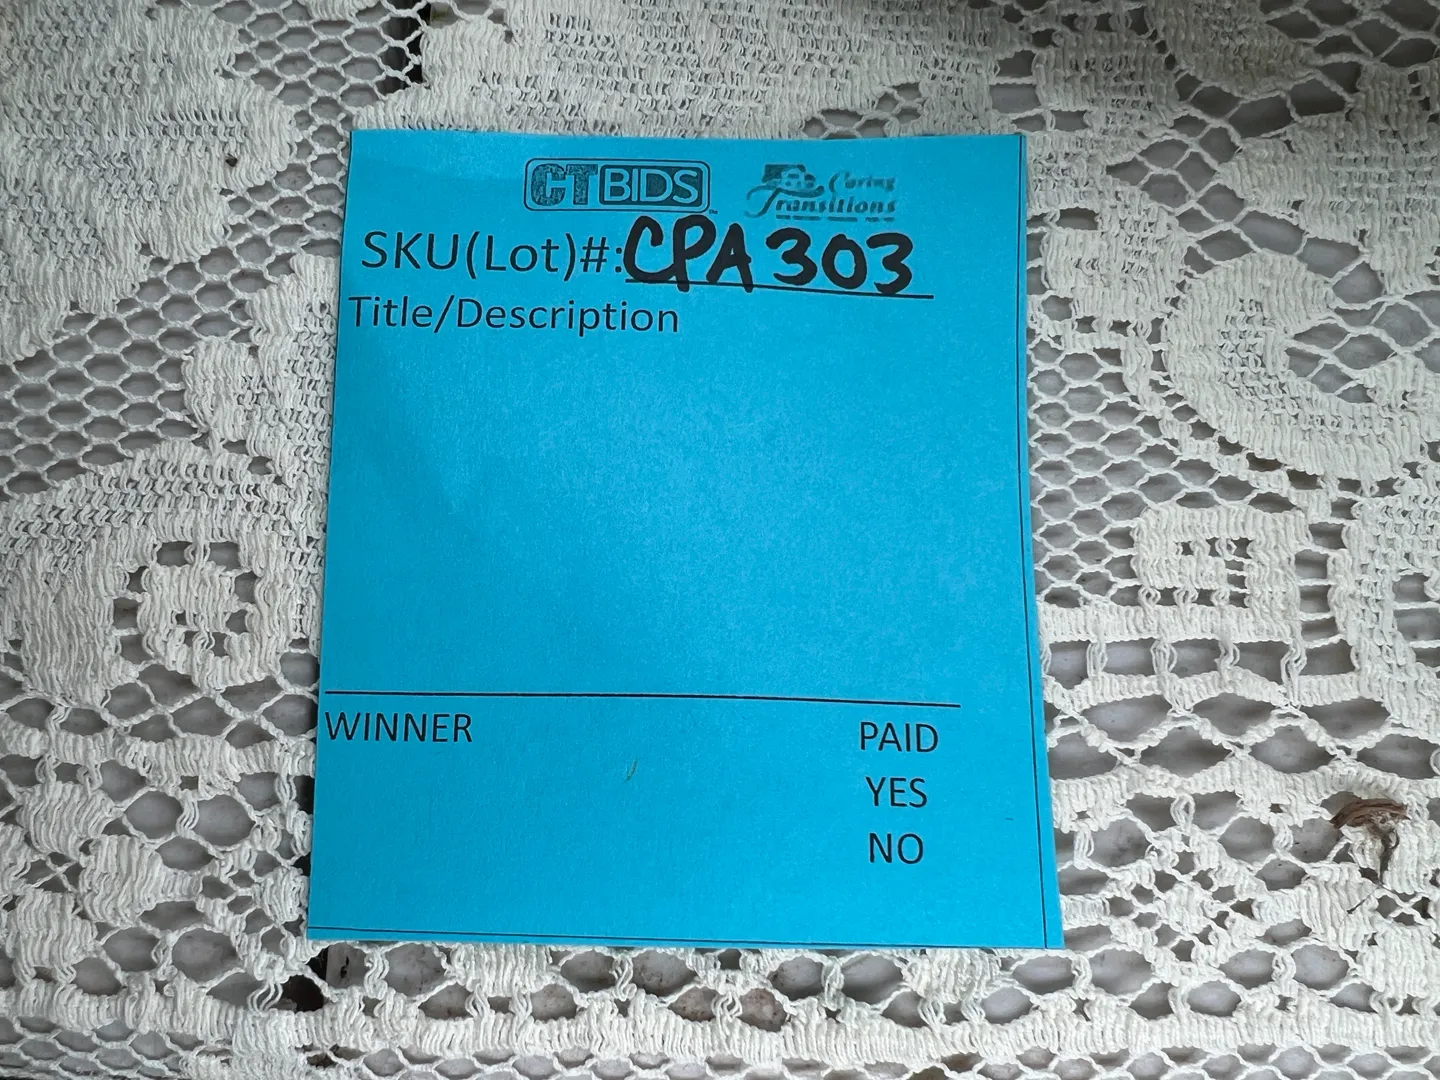 CTBIDS
Caring
Transitions
SKU(Lot)#: CPA303
Title/Description
WINNER PAID
YES
NO